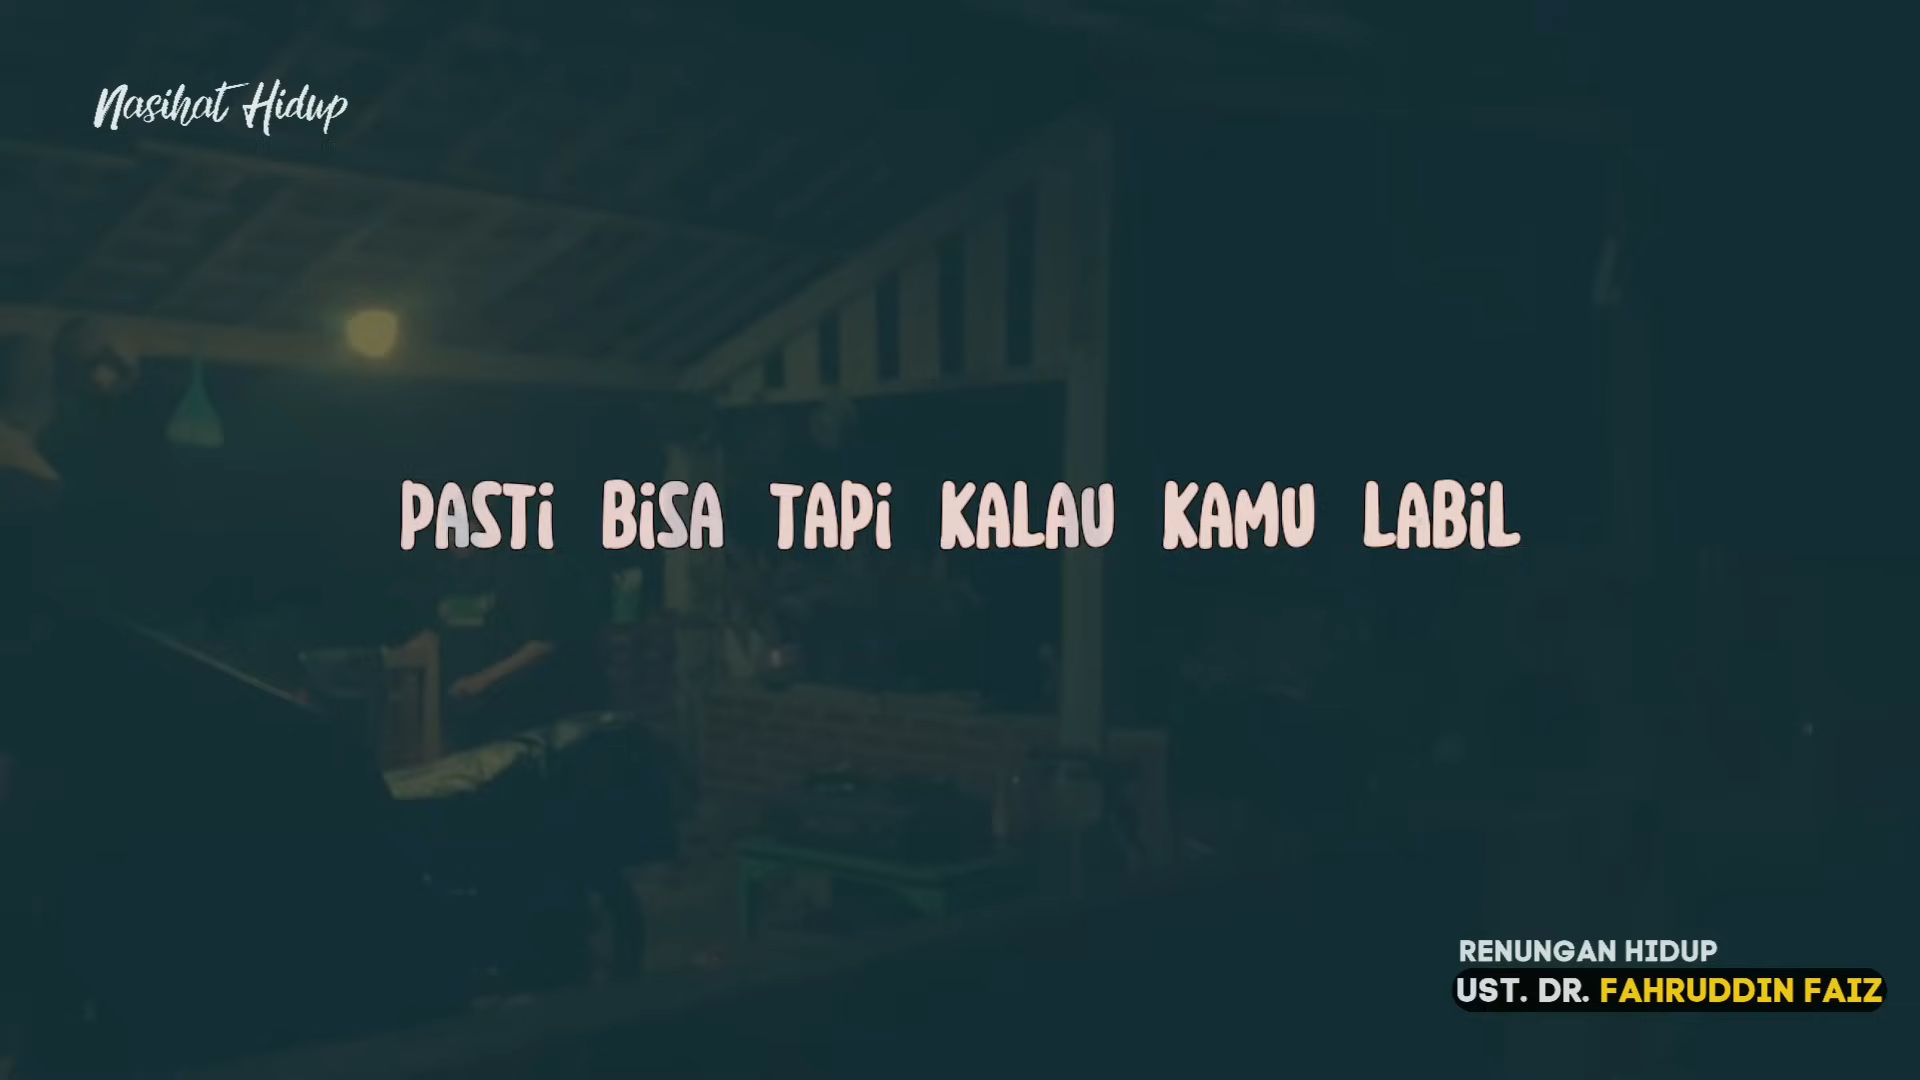 Nasihat Hidup
PASTi BiSA TAPi KALAU KAMU LABiL
RENUNGAN HIDUP
UST. DR. FAHRUDDIN FAIZ